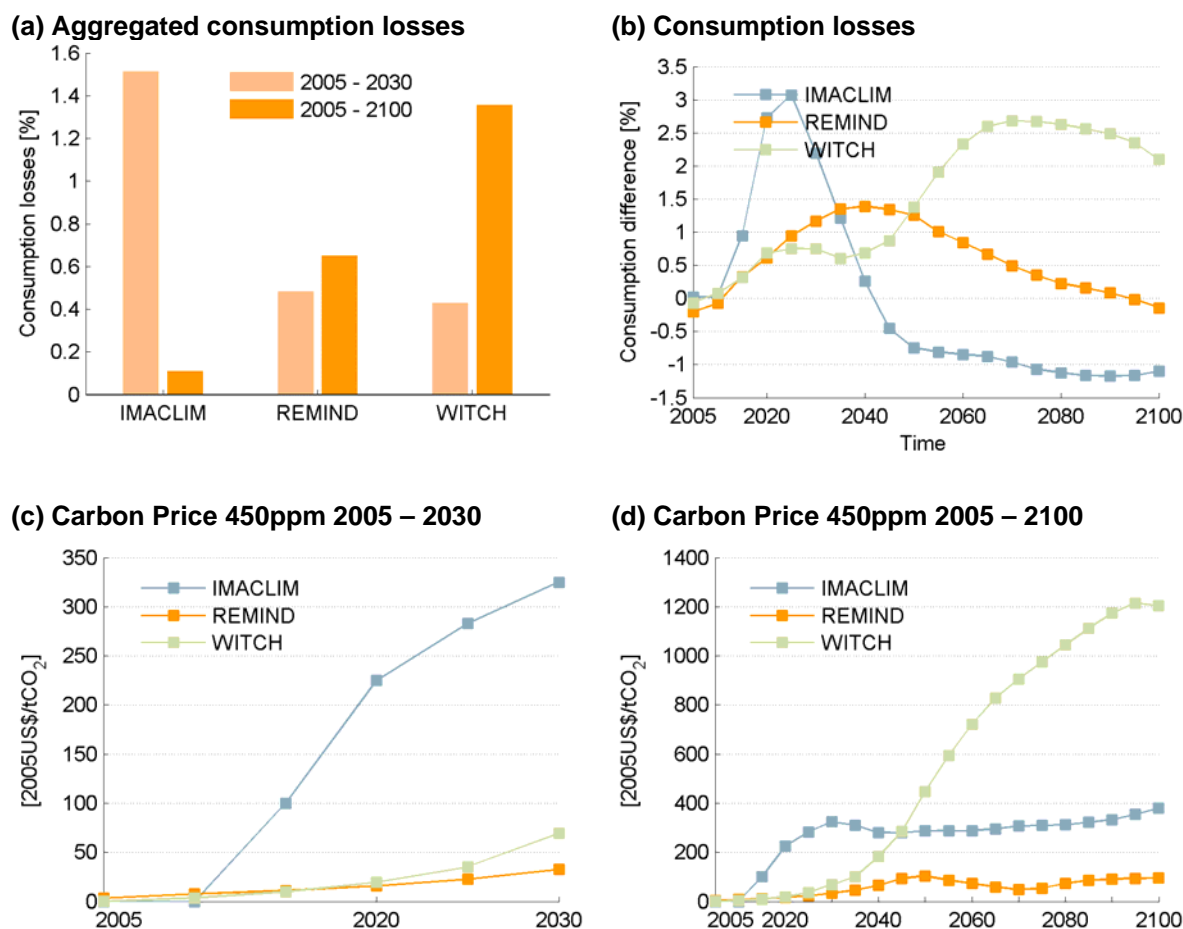 (a) Aggregated consumption losses
1.6
1.4
1.2
1
0.8
0.6
0.4
0.2
0
Consumption losses [%]
2005 - 2030
2005 - 2100
IMACLIM
REMIND
WITCH
(b) Consumption losses
3.5
3
2.5
2
1.5
1
0.5
0
-0.5
-1
-1.5
Consumption difference [%]
IMACLIM
REMIND
WITCH
2005
2020
2040
2060
2080
2100
Time
(c) Carbon Price 450ppm 2005 – 2030
350
300
250
200
150
100
50
0
[2005US$/tCO₂]
IMACLIM
REMIND
WITCH
2005
2020
2030
(d) Carbon Price 450ppm 2005 – 2100
1400
1200
1000
800
600
400
200
0
[2005US$/tCO₂]
IMACLIM
REMIND
WITCH
2005
2020
2040
2060
2080
2100